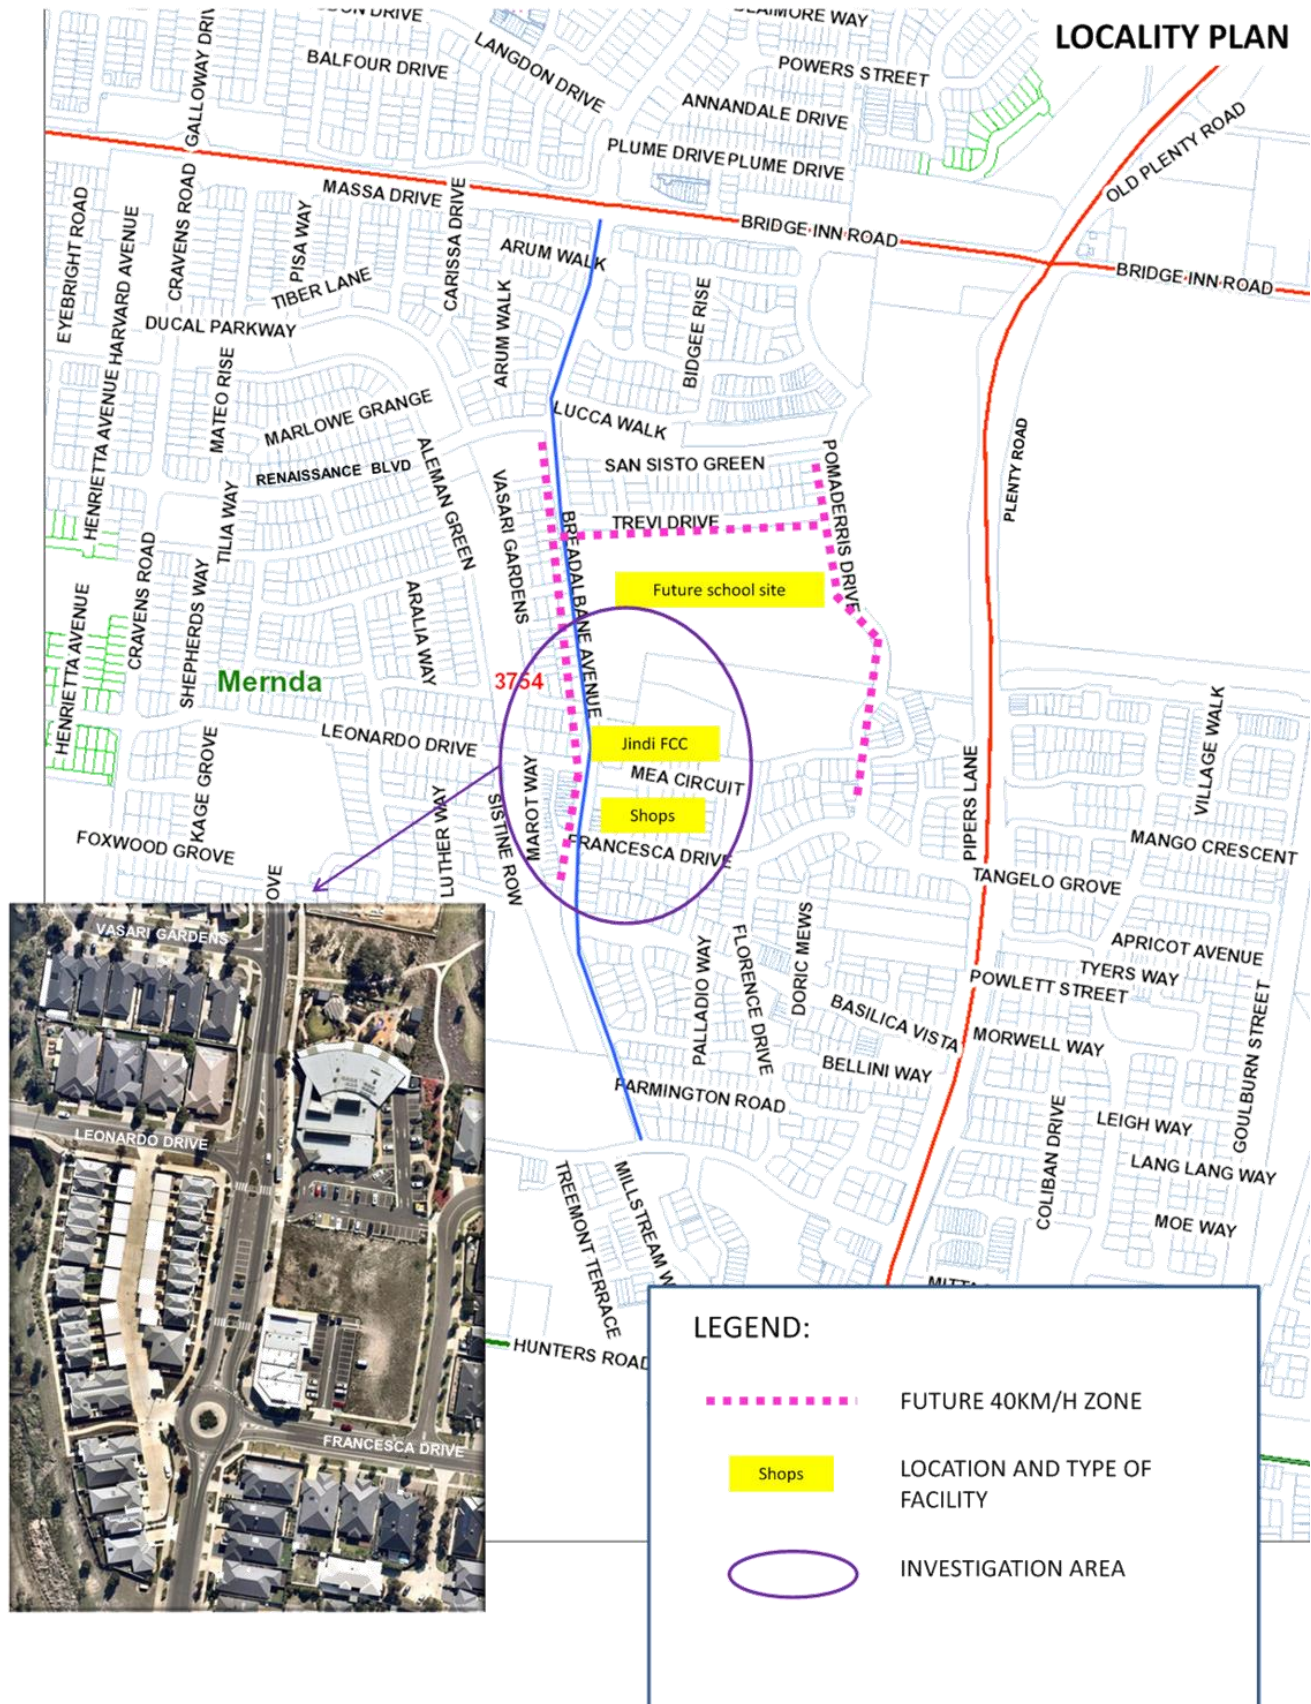 LOCALITY PLAN
DRIVE
LANGDON DRIVE
BALFOUR DRIVE
GALLOWAY
WAY
POWERS STREET
ANNANDALE DRIVE
PLUME DRIVE
PLUME DRIVE
OLD PLENTY ROAD
MASSA DRIVE
BRIDGE INN ROAD
BRIDGE INN ROAD
EYEBRIGHT ROAD
HARVARD AVENUE
CRAVENS ROAD
PISA WAY
TIBER LANE
CARISSA DRIVE
ARUM WALK
ARUM WALK
BIDGEE RISE
DUCAL PARKWAY
MATEO RISE
MARLOWE GRANGE
LUCCA WALK
HENRIETTA AVENUE
RENAISSANCE BLVD
ALEMAN GREEN
SAN SISTO GREEN
POMADERRIS DRIVE
PLENTY ROAD
TILIA WAY
VASARI GARDENS
TREVI DRIVE
BREADALBANE AVENUE
Future school site
HENRIETTA AVENUE
CRAVENS ROAD
SHEPHERDS WAY
ARALIA WAY
Mernda
3754
LEONARDO DRIVE
Jindi FCC
MEA CIRCUIT
Shops
FRANCESCA DRIVE
KAGE GROVE
FOXWOOD GROVE
OVE
LUTHER WAY
SISTINE ROW
MAROT WAY
PIPERS LANE
VILLAGE WALK
MANGO CRESCENT
TANGELO GROVE
APRICOT AVENUE
TYERS WAY
POWLETT STREET
PALLADIO WAY
FLORENCE DRIVE
DORIC MEWS
BASILICA VISTA
MORWELL WAY
BELLINI WAY
GOULBURN STREET
FARMINGTON ROAD
COLIBAN DRIVE
LEIGH WAY
LANG LANG WAY
MOE WAY
TREEMONT TERRACE
MILLSTREAM W
HUNTERS ROAD
VASARI GARDENS
LEONARDO DRIVE
FRANCESCA DRIVE
LEGEND:
FUTURE 40KM/H ZONE
Shops
LOCATION AND TYPE OF
FACILITY
INVESTIGATION AREA